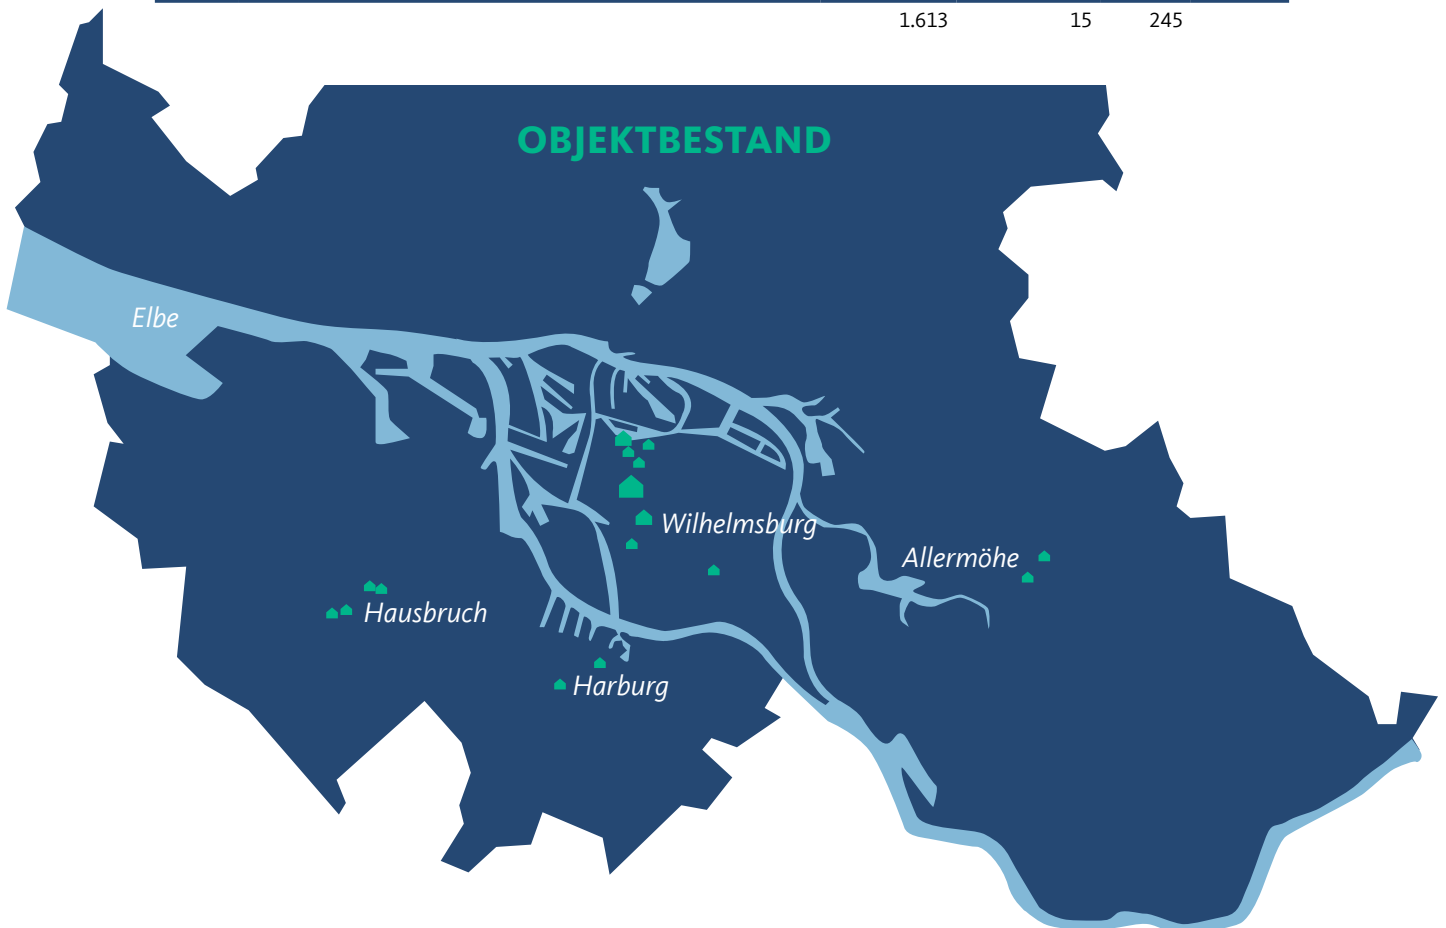 1.613 15 245
OBJEKTBESTAND
Elbe
Wilhelmsburg
Allermöhe
Hausbruch
Harburg